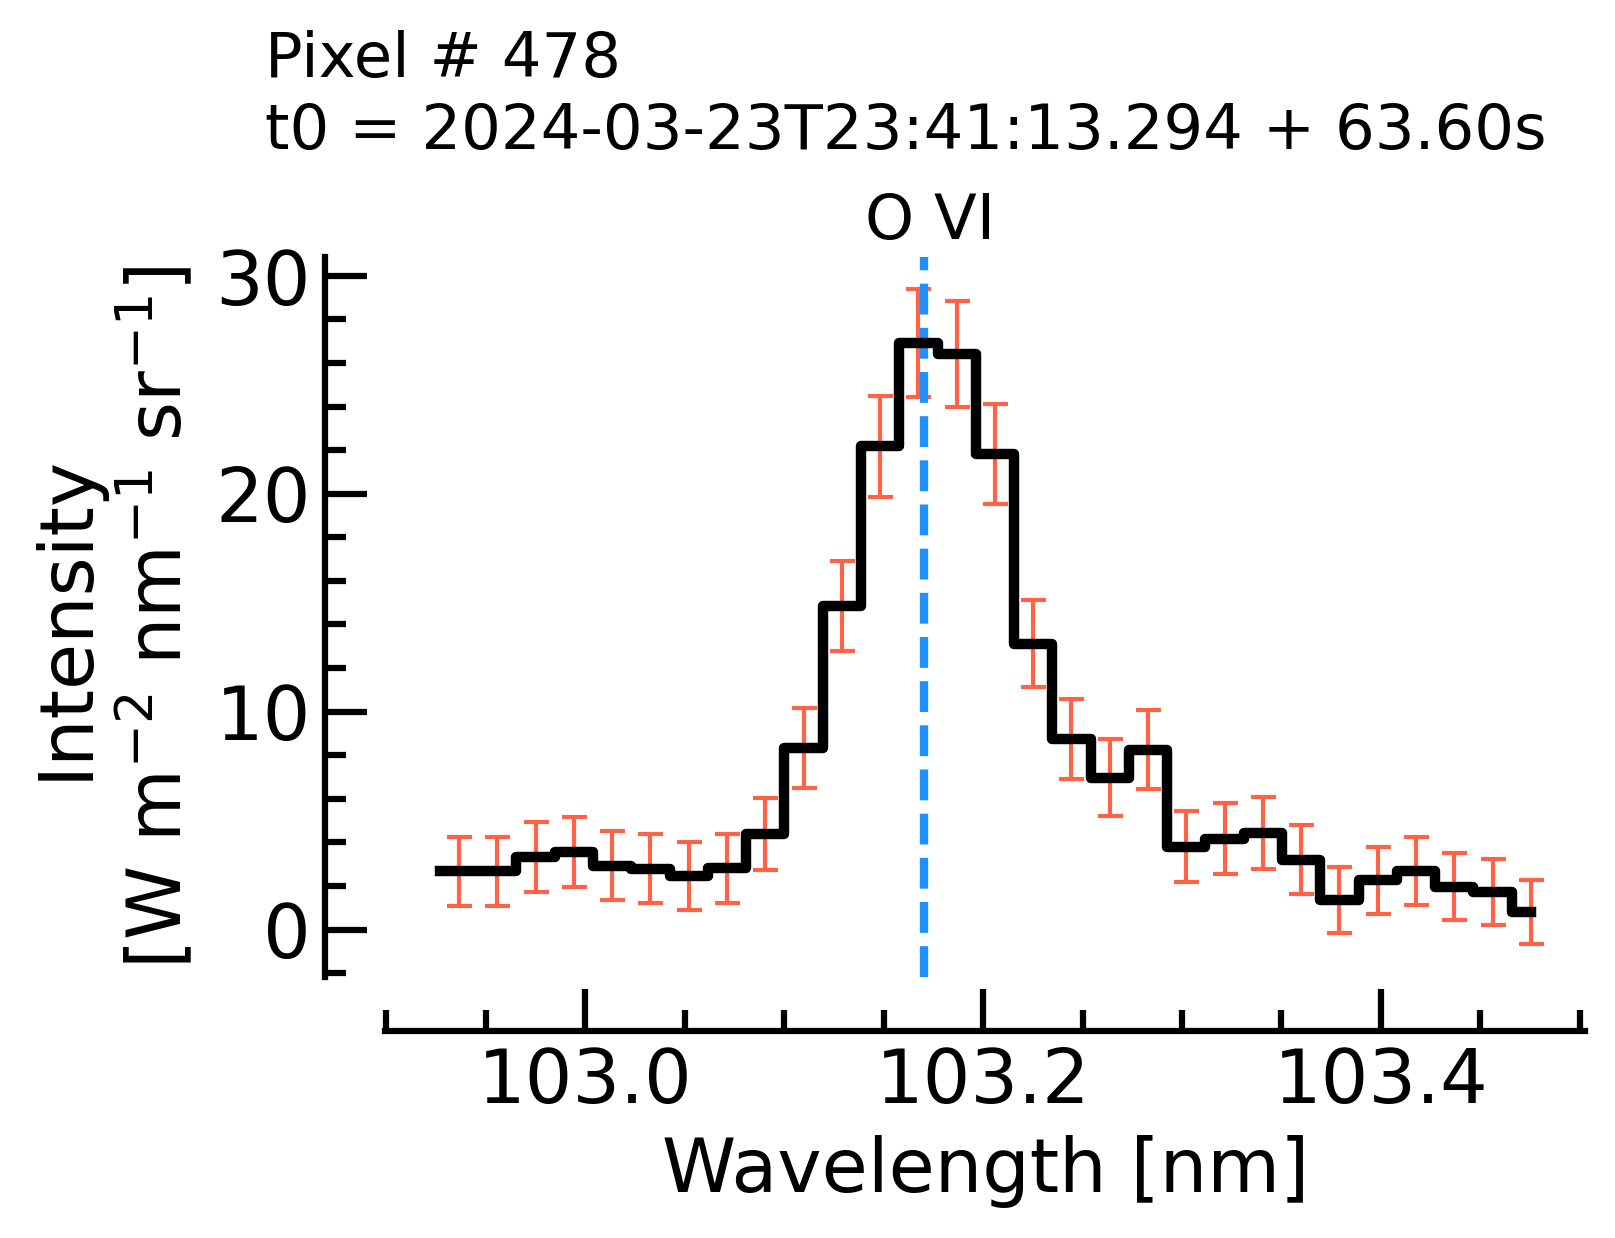 Pixel # 478
t0 = 2024-03-23T23:41:13.294 + 63.60s
O VI
Intensity
[W m⁻² nm⁻¹ sr⁻¹]
30
20
10
0
103.0 103.2 103.4
Wavelength [nm]